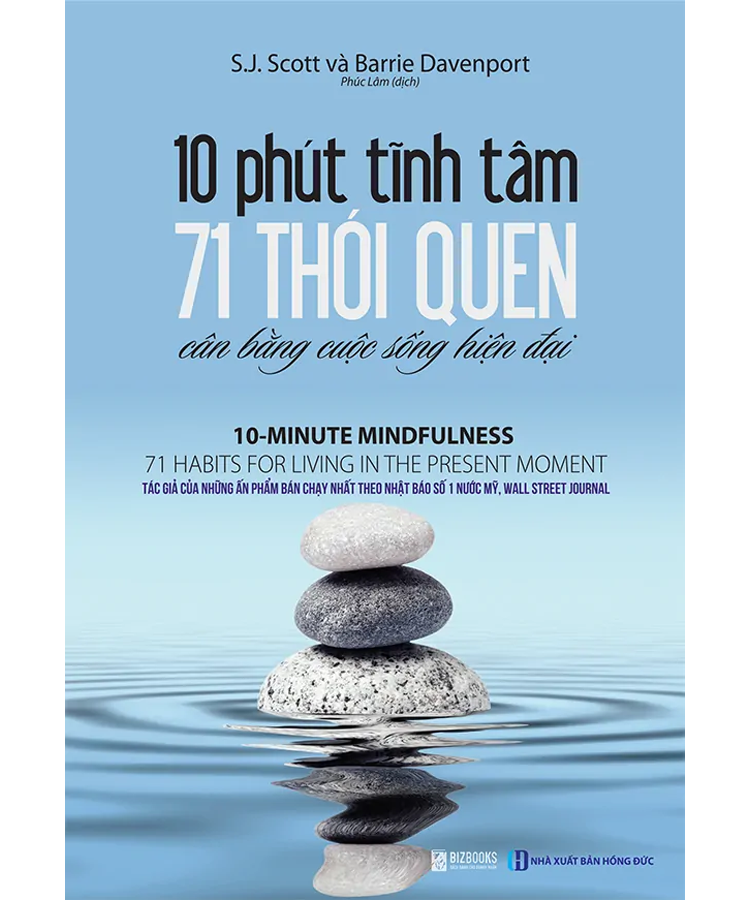 S.J. Scott và Barrie Davenport
Phúc Lâm (dịch)
10 phút tĩnh tâm
71 THÓI QUEN
cân bằng cuộc sống hiện đại
10-MINUTE MINDFULNESS
71 HABITS FOR LIVING IN THE PRESENT MOMENT
TÁC GIẢ CỦA NHỮNG ẤN PHẨM BÁN CHẠY NHẤT THEO NHẬT BÁO SỐ 1 NƯỚC MỸ, WALL STREET JOURNAL
BIZBOOKS
NHÀ XUẤT BẢN HỒNG ĐỨC